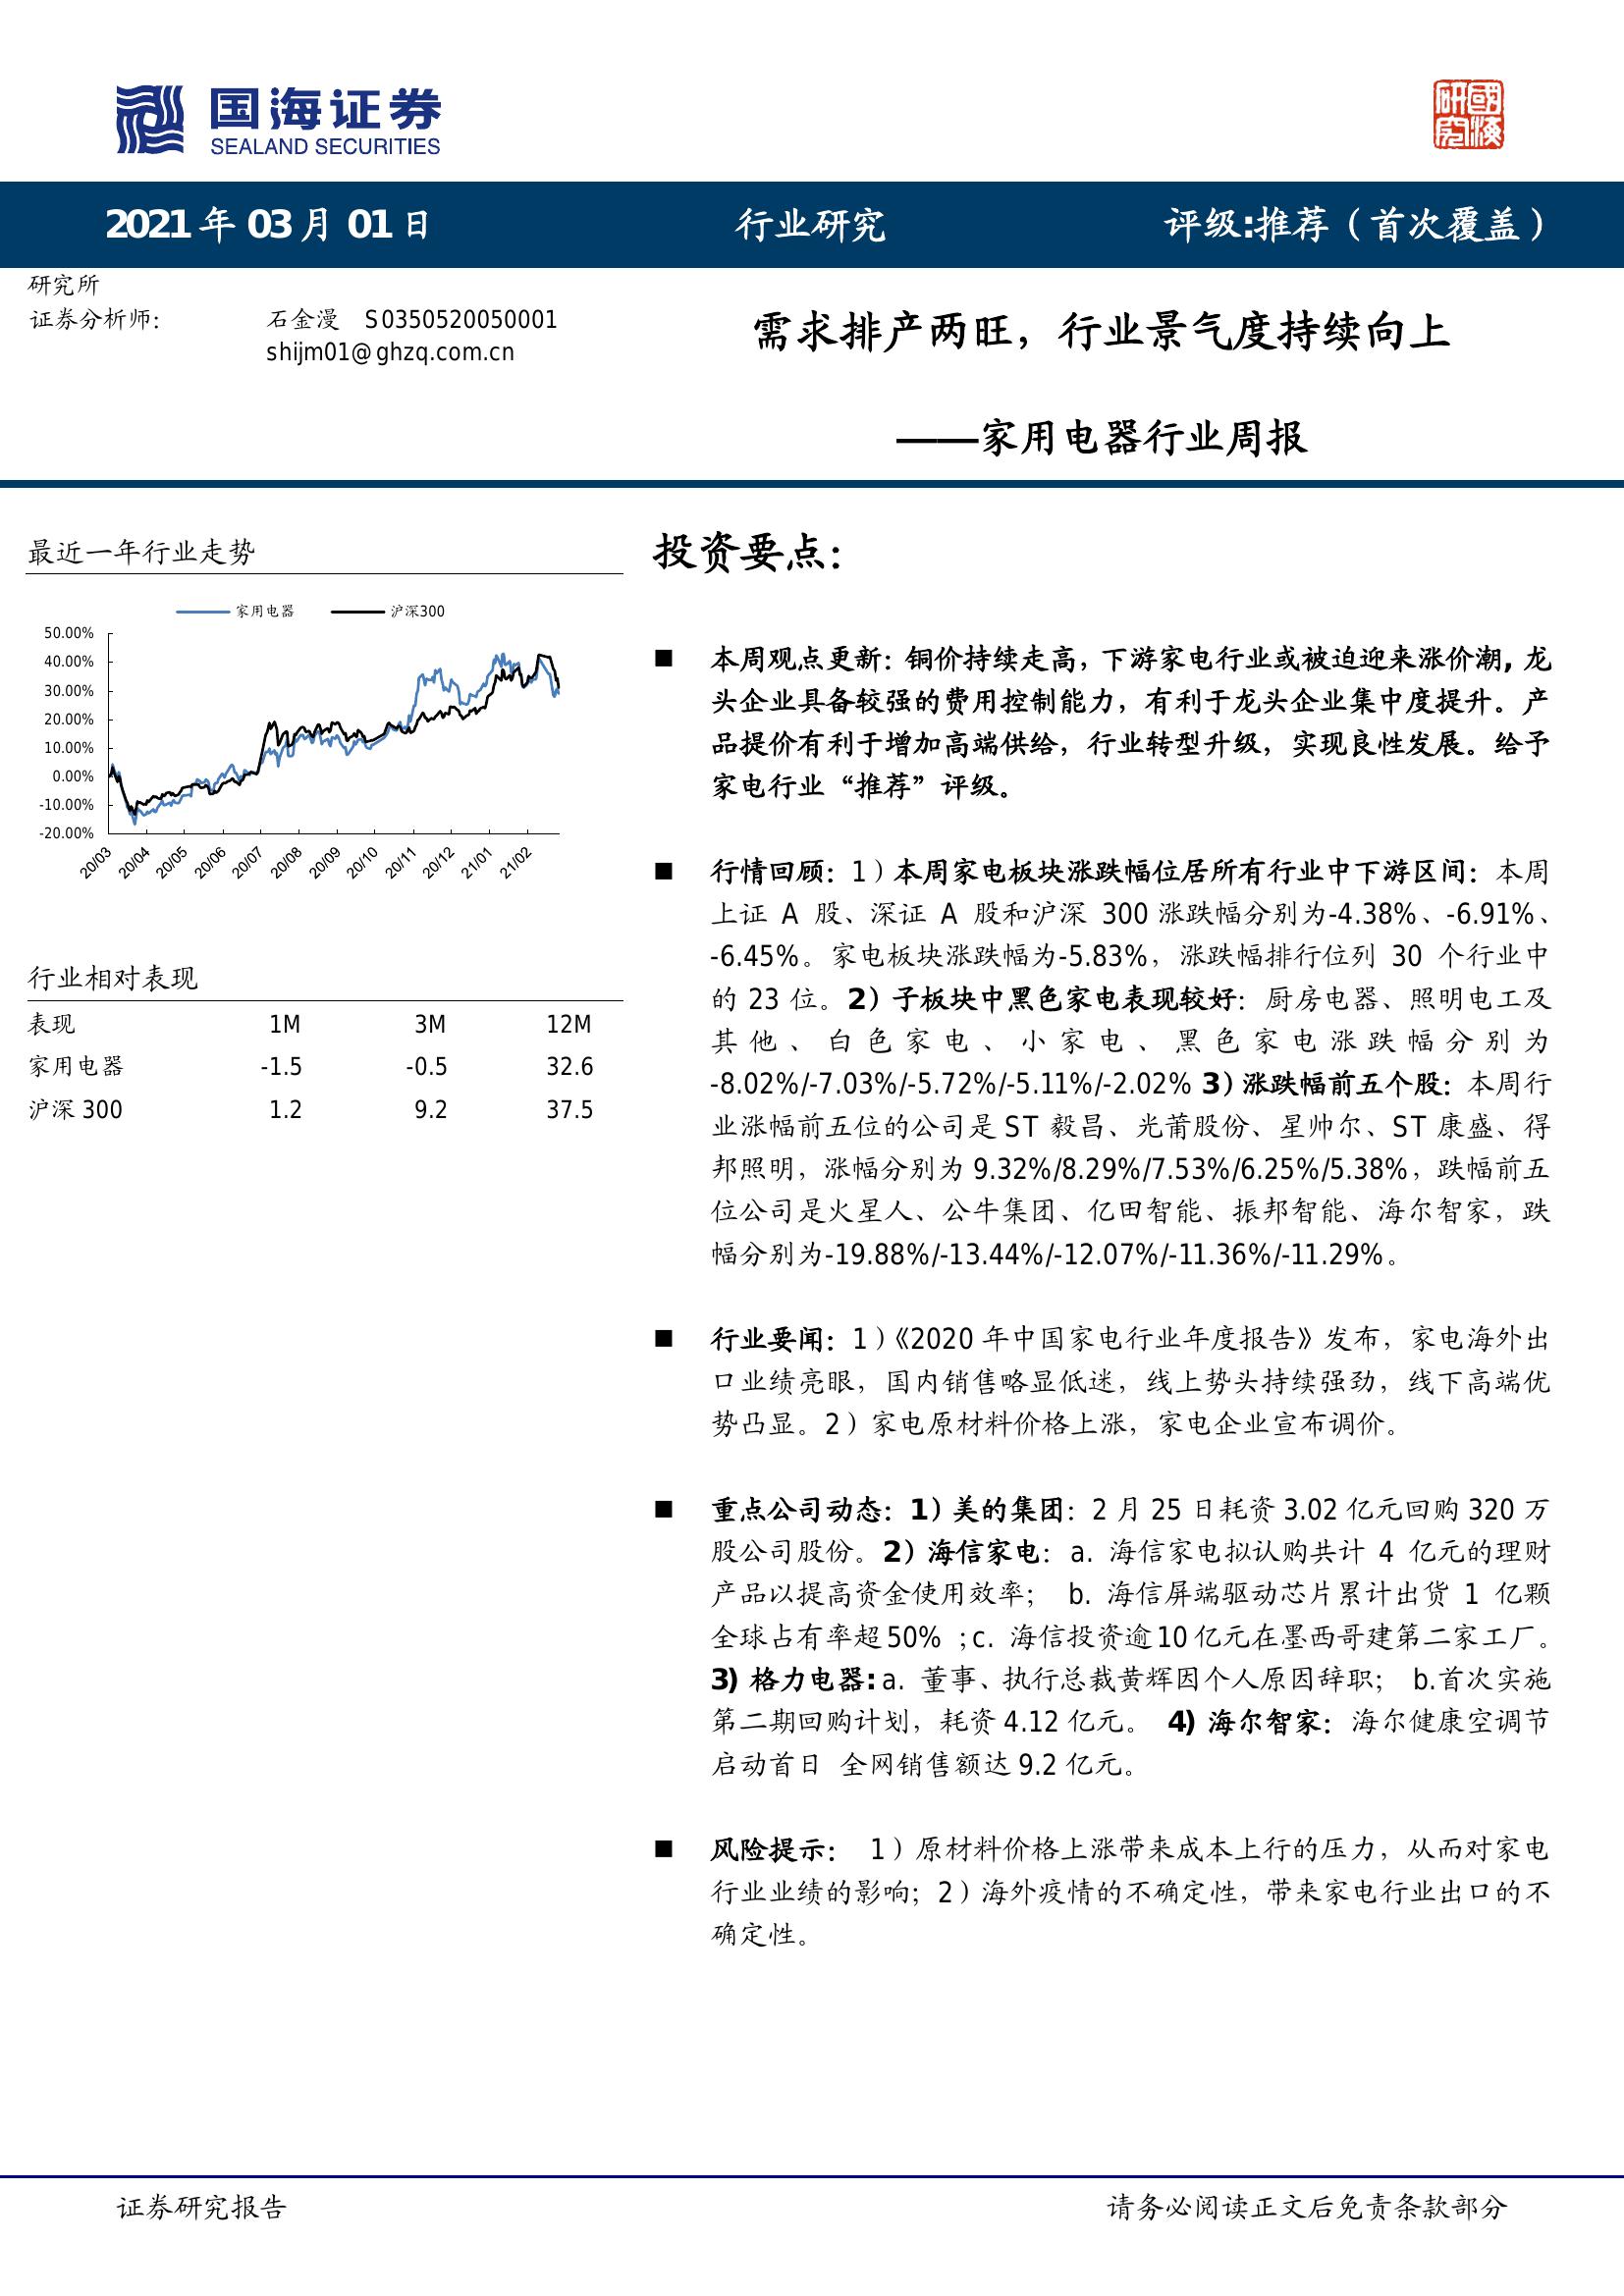 国海证券
SEALAND SECURITIES
國海
研究
2021 年 03 月 01 日
行业研究
评级:推荐（首次覆盖）
研究所
证券分析师:
石金漫 S0350520050001
shijm01@ghzq.com.cn
需求排产两旺，行业景气度持续向上
——家用电器行业周报
最近一年行业走势
家用电器 沪深300
50.00%
40.00%
30.00%
20.00%
10.00%
0.00%
-10.00%
-20.00%
20/03 20/04 20/05 20/06 20/07 20/08 20/09 20/10 20/11 20/12 21/01 21/02
行业相对表现
表现 1M 3M 12M
家用电器 -1.5 -0.5 32.6
沪深 300 1.2 9.2 37.5
投资要点：
■ 本周观点更新：铜价持续走高，下游家电行业或被迫迎来涨价潮，龙
头企业具备较强的费用控制能力，有利于龙头企业集中度提升。产
品提价有利于增加高端供给，行业转型升级，实现良性发展。给予
家电行业“推荐”评级。
■ 行情回顾：1）本周家电板块涨跌幅位居所有行业中下游区间：本周
上证 A 股、深证 A 股和沪深 300 涨跌幅分别为-4.38%、-6.91%、
-6.45%。家电板块涨跌幅为-5.83%，涨跌幅排行位列 30 个行业中
的 23 位。2）子板块中黑色家电表现较好：厨房电器、照明电工及
其他、白色家电、小家电、黑色家电涨跌幅分别为
-8.02%/-7.03%/-5.72%/-5.11%/-2.02% 3）涨跌幅前五个股：本周行
业涨幅前五位的公司是 ST 毅昌、光莆股份、星帅尔、ST 康盛、得
邦照明，涨幅分别为 9.32%/8.29%/7.53%/6.25%/5.38%，跌幅前五
位公司是火星人、公牛集团、亿田智能、振邦智能、海尔智家，跌
幅分别为-19.88%/-13.44%/-12.07%/-11.36%/-11.29%。
■ 行业要闻：1）《2020 年中国家电行业年度报告》发布，家电海外出
口业绩亮眼，国内销售略显低迷，线上势头持续强劲，线下高端优
势凸显。2）家电原材料价格上涨，家电企业宣布调价。
■ 重点公司动态：1）美的集团：2 月 25 日耗资 3.02 亿元回购 320 万
股公司股份。2）海信家电：a. 海信家电拟认购共计 4 亿元的理财
产品以提高资金使用效率； b. 海信屏端驱动芯片累计出货 1 亿颗
全球占有率超 50% ；c. 海信投资逾 10 亿元在墨西哥建第二家工厂。
3) 格力电器: a. 董事、执行总裁黄辉因个人原因辞职； b.首次实施
第二期回购计划，耗资 4.12 亿元。 4) 海尔智家：海尔健康空调节
启动首日 全网销售额达 9.2 亿元。
■ 风险提示： 1）原材料价格上涨带来成本上行的压力，从而对家电
行业业绩的影响；2）海外疫情的不确定性，带来家电行业出口的不
确定性。
证券研究报告
请务必阅读正文后免责条款部分